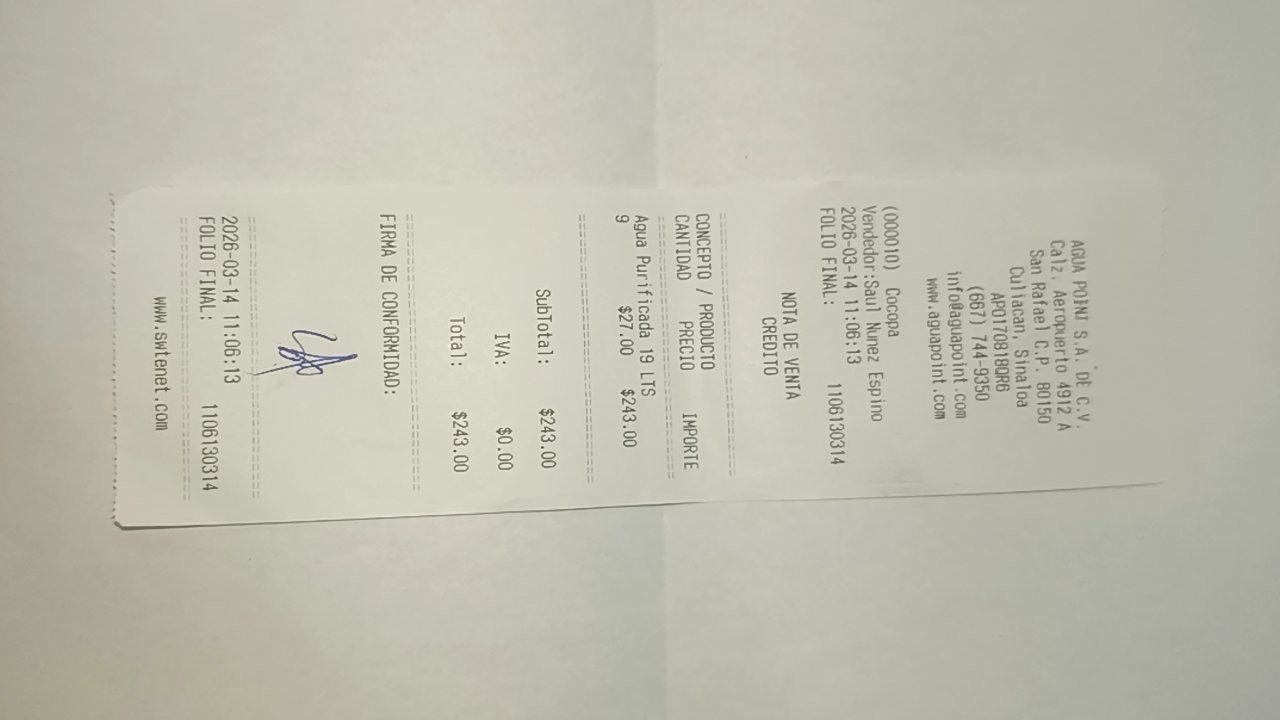 AGUA POINT S.A. DE C.V.
Calz. Aeropuerto 4912 A
San Rafael C.P. 80150
Culiacan, Sinaloa
APO170818QR6
(667) 744-9350
info@aguapoint.com
www.aguapoint.com
(000010) Cocopa
Vendedor:Saul Nunez Espino
2026-03-14 11:06:13
FOLIO FINAL: 1106130314
NOTA DE VENTA
CREDITO
CONCEPTO / PRODUCTO
CANTIDAD PRECIO IMPORTE
Agua Purificada 19 LTS
9 $27.00 $243.00
SubTotal: $243.00
IVA: $0.00
Total: $243.00
FIRMA DE CONFORMIDAD:
2026-03-14 11:06:13
FOLIO FINAL: 1106130314
www.swtenet.com